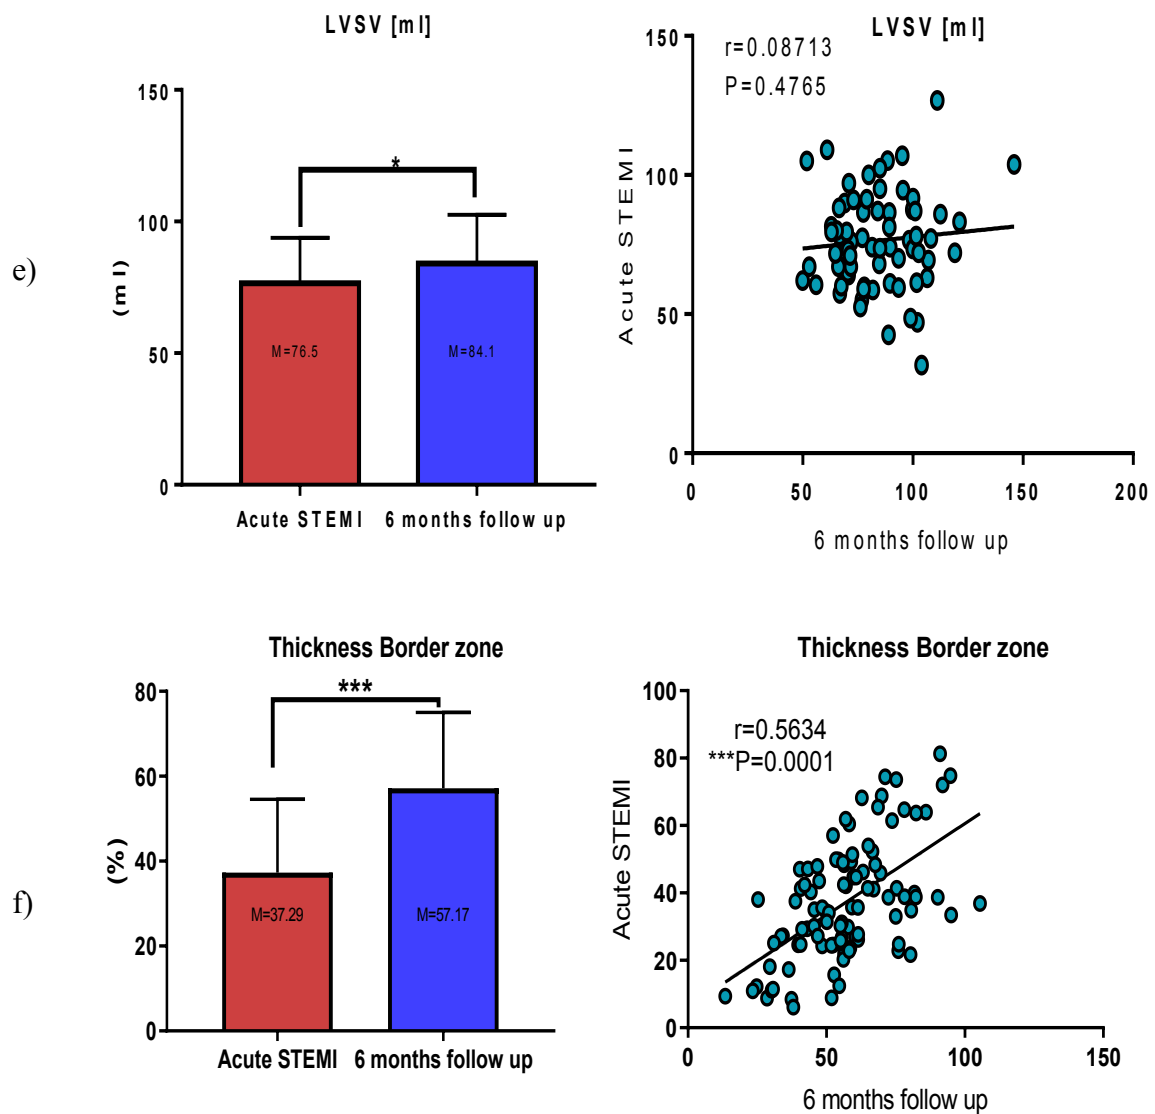 e)
LVSV [ml]
(ml)
150
100
50
0
*
M=76.5
M=84.1
Acute STEMI
6 months follow up
LVSV [ml]
r=0.08713
P=0.4765
Acute STEMI
150
100
50
0
0
50
100
150
200
6 months follow up
f)
Thickness Border zone
(%)
80
60
40
20
0
***
M=37.29
M=57.17
Acute STEMI
6 months follow up
Thickness Border zone
r=0.5634
***P=0.0001
Acute STEMI
100
80
60
40
20
0
0
50
100
150
6 months follow up